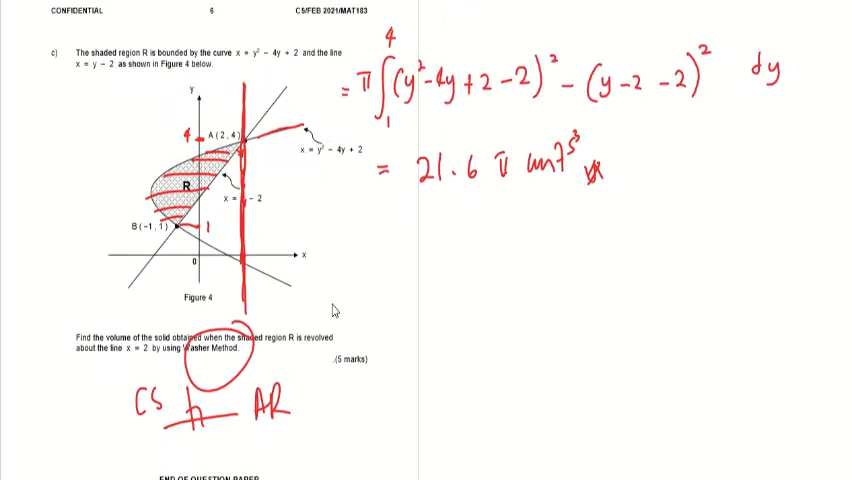 CONFIDENTIAL 6 CS/FEB 2021/MAT183
c) The shaded region R is bounded by the curve x = y² − 4y + 2 and the line
x = y − 2 as shown in Figure 4 below.
Y
4 A (2, 4)
x = y² − 4y + 2
R
x = y − 2
B (−1, 1) 1
0 x
Figure 4
Find the volume of the solid obtained when the shaded region R is revolved
about the line x = 2 by using Washer Method.
(5 marks)
CS AR
END OF QUESTION PAPER
= π ∫₁⁴ (y² − 4y + 2 − 2)² − (y − 2 − 2)² dy
= 21.6 π unit³